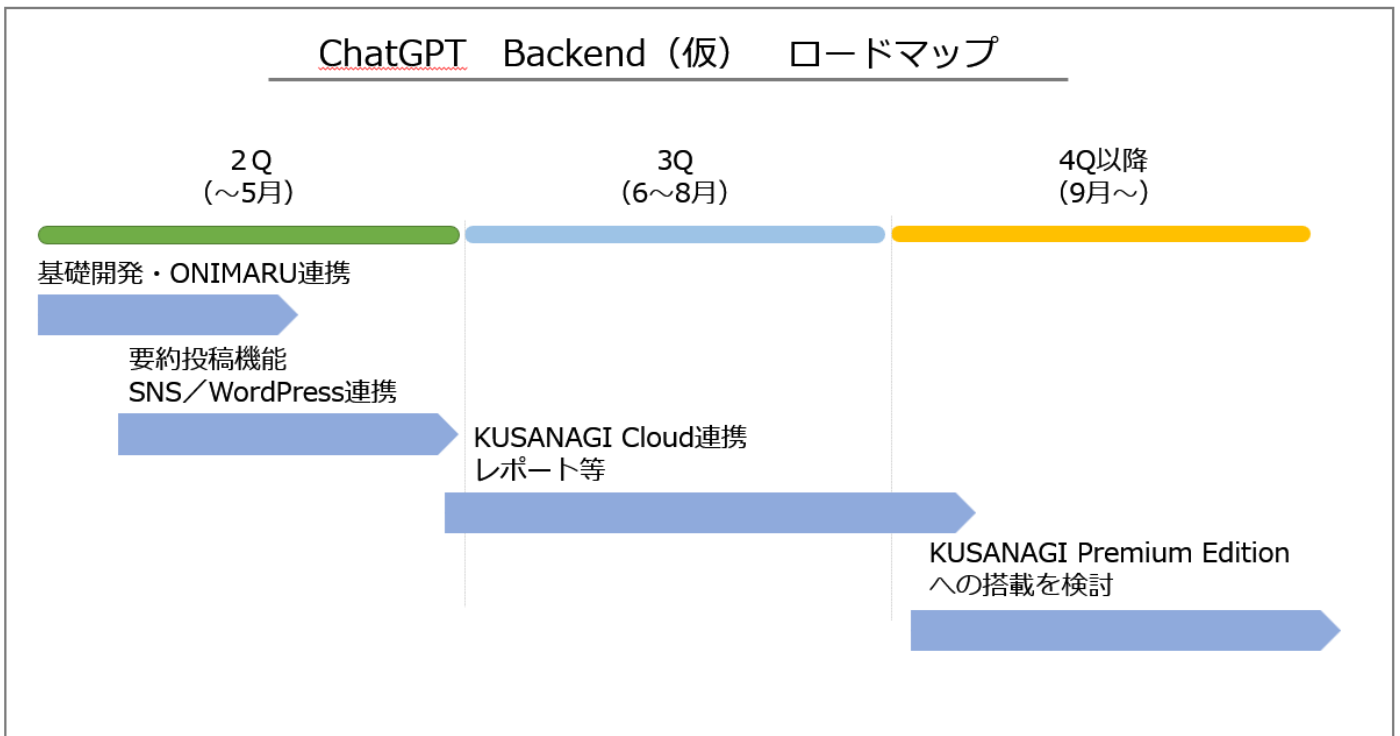 ChatGPT　Backend（仮）　ロードマップ
２Q
（～5月）
3Q
（6～8月）
4Q以降
（9月～）
基礎開発・ONIMARU連携
要約投稿機能
SNS／WordPress連携
KUSANAGI Cloud連携
レポート等
KUSANAGI Premium Edition
への搭載を検討